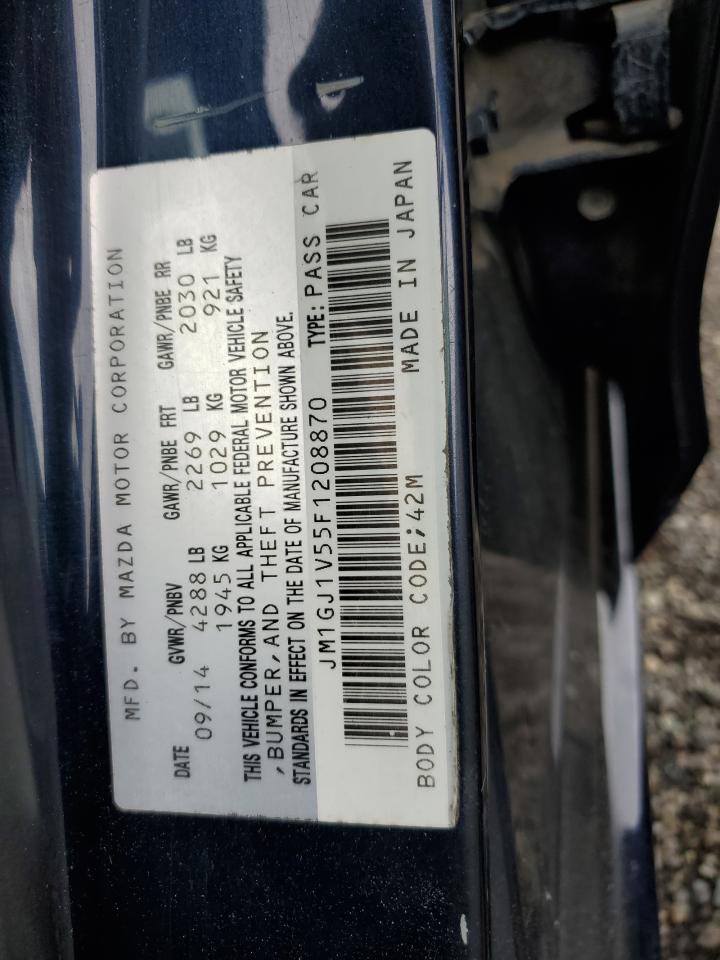 MFD. BY MAZDA MOTOR CORPORATION
DATE GVWR/PNBV GAWR/PNBE FRT GAWR/PNBE RR
09/14 4288 LB 2269 LB 2030 LB
1945 KG 1029 KG 921 KG
THIS VEHICLE CONFORMS TO ALL APPLICABLE FEDERAL MOTOR VEHICLE SAFETY
,BUMPER,AND THEFT PREVENTION
STANDARDS IN EFFECT ON THE DATE OF MANUFACTURE SHOWN ABOVE.
JM1GJ1V55F1208870 TYPE: PASS CAR
BODY COLOR CODE;42M MADE IN JAPAN